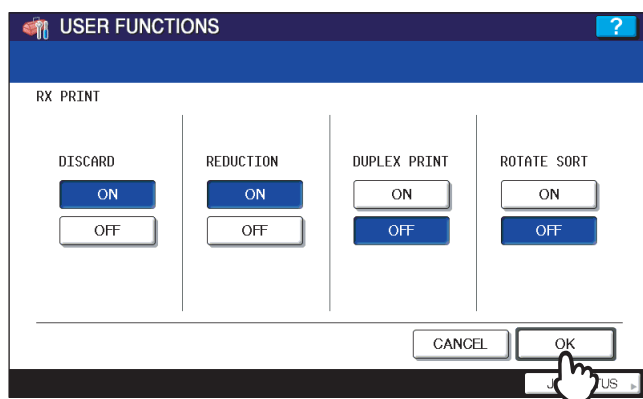 USER FUNCTIONS ?
RX PRINT
DISCARD REDUCTION DUPLEX PRINT ROTATE SORT
ON ON ON ON
OFF OFF OFF OFF
CANCEL OK